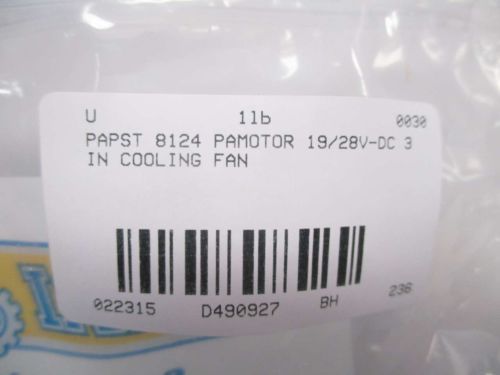 U 1lb 0030
PAPST 8124 PAMOTOR 19/28V-DC 3
IN COOLING FAN
022315 D490927 BH 236